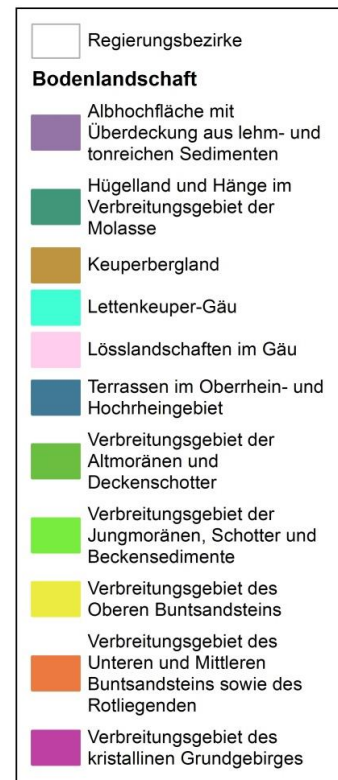 Regierungsbezirke
Bodenlandschaft
Albhochfläche mit
Überdeckung aus lehm- und
tonreichen Sedimenten
Hügelland und Hänge im
Verbreitungsgebiet der
Molasse
Keuperbergland
Lettenkeuper-Gäu
Lösslandschaften im Gäu
Terrassen im Oberrhein- und
Hochrheingebiet
Verbreitungsgebiet der
Altmoränen und
Deckenschotter
Verbreitungsgebiet der
Jungmoränen, Schotter und
Beckensedimente
Verbreitungsgebiet des
Oberen Buntsandsteins
Verbreitungsgebiet des
Unteren und Mittleren
Buntsandsteins sowie des
Rotliegenden
Verbreitungsgebiet des
kristallinen Grundgebirges